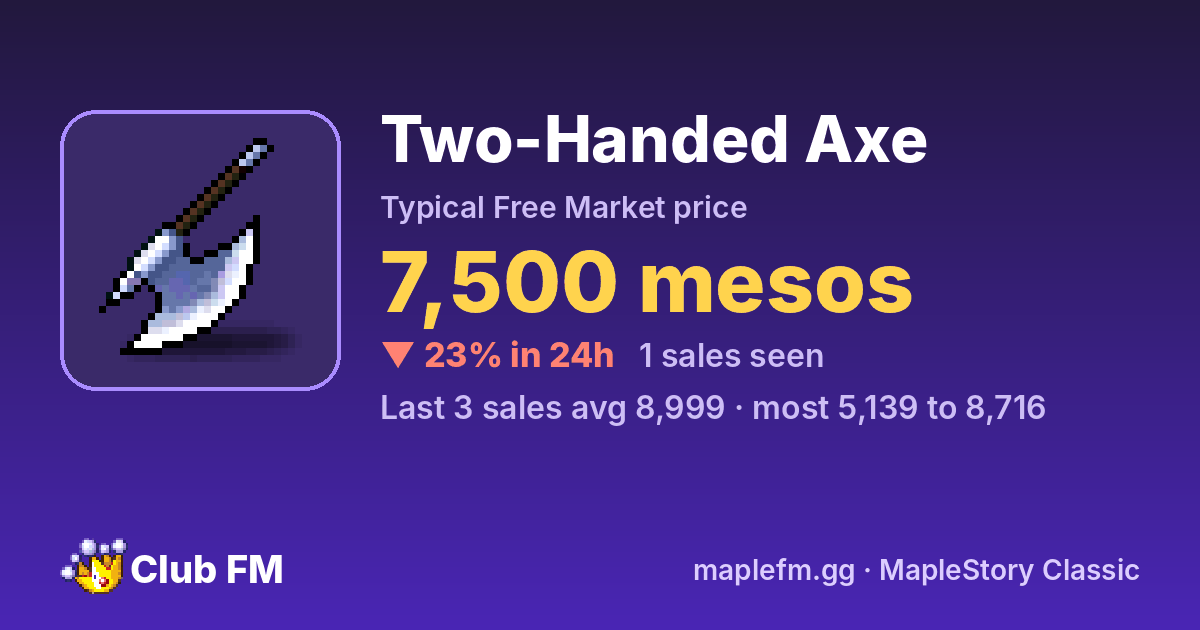 Two-Handed Axe
Typical Free Market price
7,500 mesos
▼ 23% in 24h 1 sales seen
Last 3 sales avg 8,999 · most 5,139 to 8,716
Club FM
maplefm.gg · MapleStory Classic